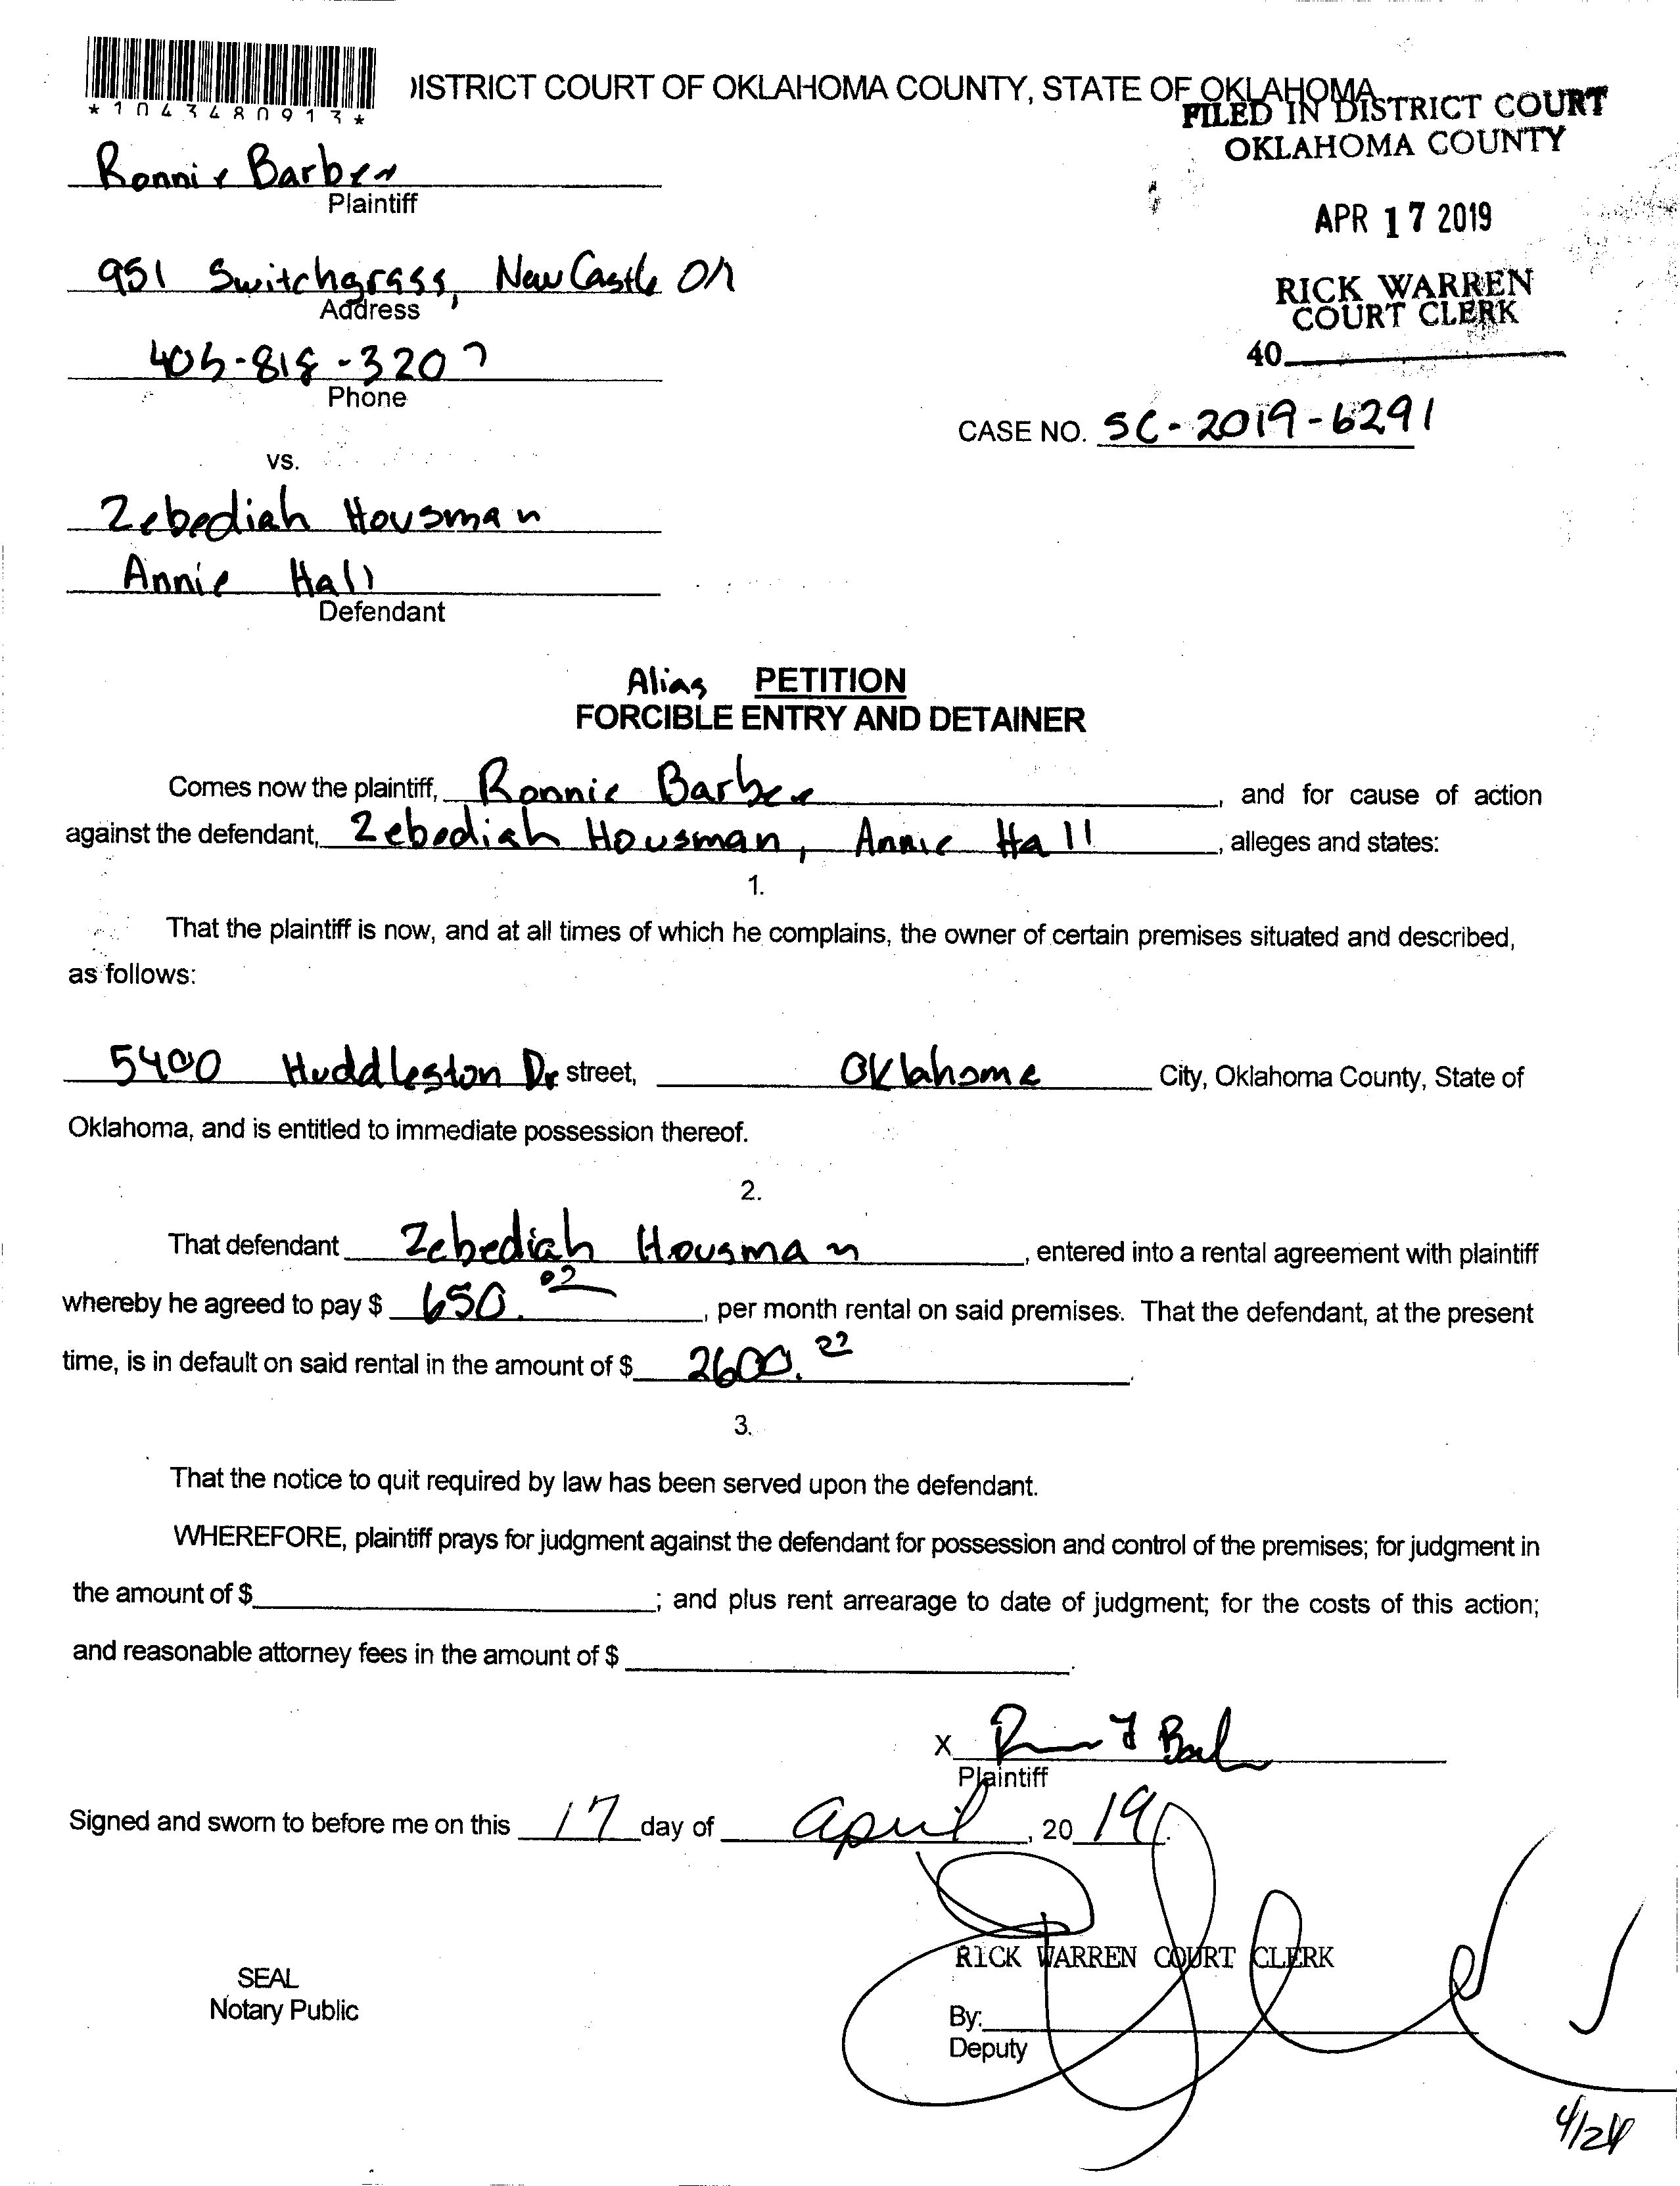 *1043480913*
DISTRICT COURT OF OKLAHOMA COUNTY, STATE OF OKLAHOMA
FILED IN DISTRICT COURT
OKLAHOMA COUNTY
APR 17 2019
RICK WARREN
COURT CLERK
40
Ronnie Barber
Plaintiff
951 Switchgrass, NewCastle OK
Address
405-818-3207
Phone
CASE NO. SC-2019-6291
vs.
Zebediah Housman
Annie Hall
Defendant
Alias PETITION
FORCIBLE ENTRY AND DETAINER
Comes now the plaintiff, Ronnie Barber, and for cause of action
against the defendant, Zebediah Housman, Annie Hall, alleges and states:
1.
That the plaintiff is now, and at all times of which he complains, the owner of certain premises situated and described,
as follows:
5400 Huddleston Dr street, Oklahoma City, Oklahoma County, State of
Oklahoma, and is entitled to immediate possession thereof.
2.
That defendant Zebediah Housman, entered into a rental agreement with plaintiff
whereby he agreed to pay $ 650., per month rental on said premises. That the defendant, at the present
time, is in default on said rental in the amount of $ 2600..
3.
That the notice to quit required by law has been served upon the defendant.
WHEREFORE, plaintiff prays for judgment against the defendant for possession and control of the premises; for judgment in
the amount of $; and plus rent arrearage to date of judgment; for the costs of this action;
and reasonable attorney fees in the amount of $.
X
Plaintiff
Signed and sworn to before me on this 17 day of April, 2019.
RICK WARREN COURT CLERK
SEAL
Notary Public
By:
Deputy
4/24